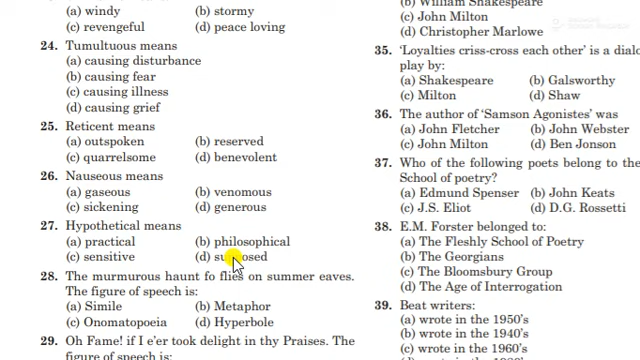 (a) windy (b) stormy
(c) revengeful (d) peace loving
24. Tumultuous means
(a) causing disturbance
(b) causing fear
(c) causing illness
(d) causing grief
25. Reticent means
(a) outspoken (b) reserved
(c) quarrelsome (d) benevolent
26. Nauseous means
(a) gaseous (b) venomous
(c) sickening (d) generous
27. Hypothetical means
(a) practical (b) philosophical
(c) sensitive (d) supposed
28. The murmurous haunt fo flies on summer eaves.
The figure of speech is:
(a) Simile (b) Metaphor
(c) Onomatopoeia (d) Hyperbole
29. Oh Fame! if I e'er took delight in thy Praises. The
figure of speech is:
(b) William Shakespeare
(c) John Milton
(d) Christopher Marlowe
35. 'Loyalties criss-cross each other' is a dialo
play by:
(a) Shakespeare (b) Galsworthy
(c) Milton (d) Shaw
36. The author of 'Samson Agonistes' was
(a) John Fletcher (b) John Webster
(c) John Milton (d) Ben Jonson
37. Who of the following poets belong to the
School of poetry?
(a) Edmund Spenser (b) John Keats
(c) J.S. Eliot (d) D.G. Rossetti
38. E.M. Forster belonged to:
(a) The Fleshly School of Poetry
(b) The Georgians
(c) The Bloomsbury Group
(d) The Age of Interrogation
39. Beat writers:
(a) wrote in the 1950's
(b) wrote in the 1940's
(c) wrote in the 1960's